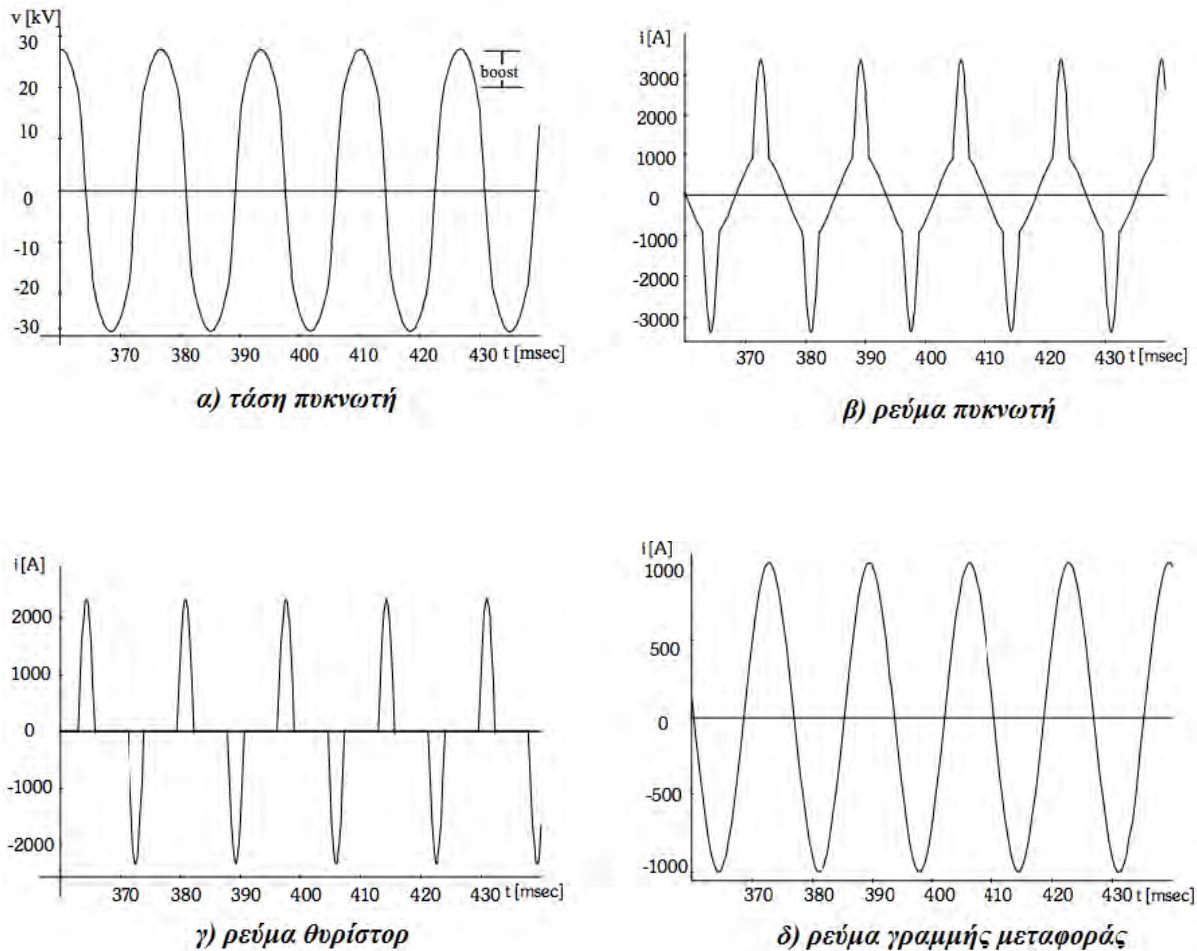 v [kV]
30
20
10
0
-10
-20
-30
boost
370 380 390 400 410 420 430 t [msec]
α) τάση πυκνωτή
i [A]
3000
2000
1000
0
-1000
-2000
-3000
370 380 390 400 410 420 430 t [msec]
β) ρεύμα πυκνωτή
i [A]
2000
1000
0
-1000
-2000
370 380 390 400 410 420 430 t [msec]
γ) ρεύμα θυρίστορ
i [A]
1000
500
0
-500
-1000
370 380 390 400 410 420 430 t [msec]
δ) ρεύμα γραμμής μεταφοράς